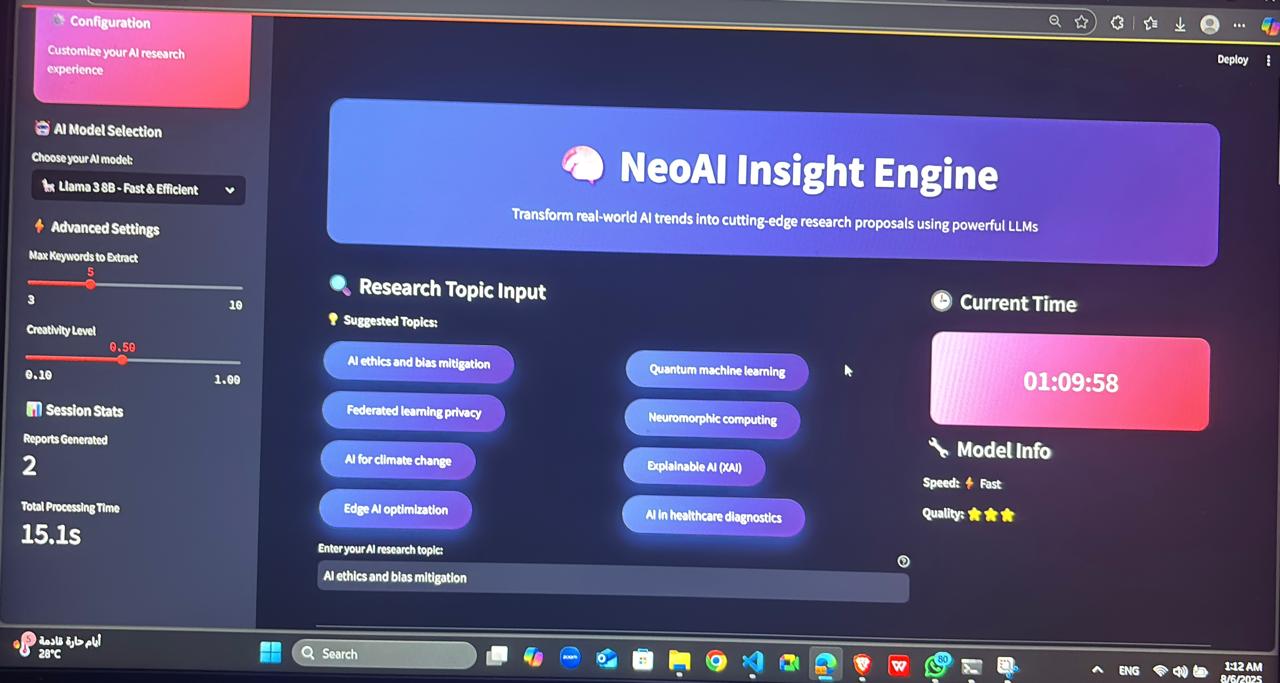 Configuration
Customize your AI research
experience
AI Model Selection
Choose your AI model:
Llama 3 8B - Fast & Efficient
Advanced Settings
Max Keywords to Extract
5
3
10
Creativity Level
0.50
0.10
1.00
Session Stats
Reports Generated
2
Total Processing Time
15.1s
Deploy
NeoAI Insight Engine
Transform real-world AI trends into cutting-edge research proposals using powerful LLMs
Research Topic Input
Suggested Topics:
AI ethics and bias mitigation
Quantum machine learning
Federated learning privacy
Neuromorphic computing
AI for climate change
Explainable AI (XAI)
Edge AI optimization
AI in healthcare diagnostics
Enter your AI research topic:
AI ethics and bias mitigation
Current Time
01:09:58
Model Info
Speed: Fast
Quality:
5
أيام حارة قادمة
28°C
Search
zoom
W
80
ENG
1:12 AM
8/6/2025